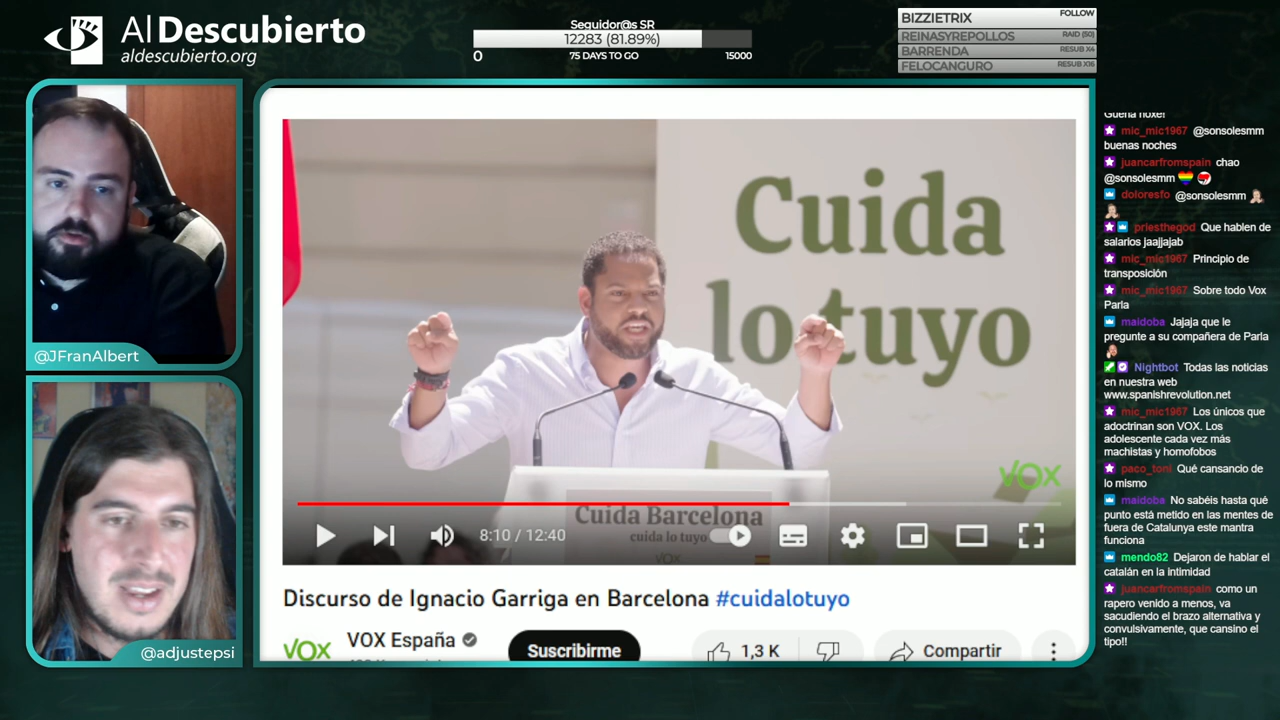 Al Descubierto
aldescubierto.org
Seguidor@s SR
12283 (81.89%)
0
75 DAYS TO GO
15000
BIZZIETRIX
FOLLOW
REINASYREPOLLOS
RAID (50)
BARRENDA
RESUB X4
FELOCANGURO
RESUB X16
@JFranAlbert
@adjustepsi
Cuida
lo tuyo
VOX
Cuida Barcelona
cuida lo tuyo
VOX
8:10 / 12:40
Discurso de Ignacio Garriga en Barcelona #cuidalotuyo
VOX
VOX España
Suscribirme
1,3 K
Compartir
Guena noxe!
mic_mic1967 @sonsolesmm
buenas noches
juancarfromspain chao
@sonsolesmm
doloresfo @sonsolesmm
priesthegod Que hablen de
salarios jaajjajab
mic_mic1967 Principio de
transposición
mic_mic1967 Sobre todo Vox
Parla
maidoba Jajaja que le
pregunte a su compañera de Parla
Nightbot Todas las noticias
en nuestra web
www.spanishrevolution.net
mic_mic1967 Los únicos que
adoctrinan son VOX. Los
adolescente cada vez más
machistas y homofobos
paco_toni Qué cansancio de
lo mismo
maidoba No sabéis hasta qué
punto está metido en las mentes de
fuera de Catalunya este mantra
funciona
mendo82 Dejaron de hablar el
catalán en la intimidad
juancarfromspain como un
rapero venido a menos, va
sacudiendo el brazo alternativa y
convulsivamente, que cansino el
tipo!!